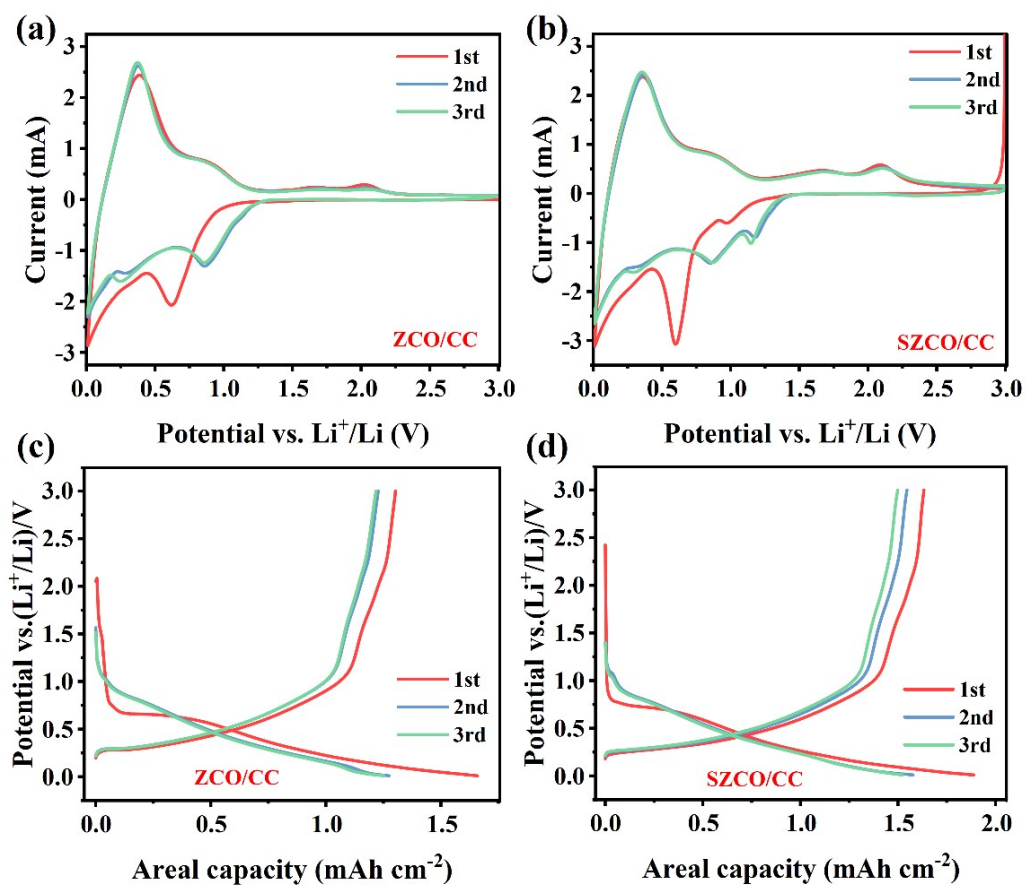 (a)
3
2
1
0
-1
-2
-3
Current (mA)
1st
2nd
3rd
ZCO/CC
0.0 0.5 1.0 1.5 2.0 2.5 3.0
Potential vs. Li⁺/Li (V)
(b)
3
2
1
0
-1
-2
-3
Current (mA)
1st
2nd
3rd
SZCO/CC
0.0 0.5 1.0 1.5 2.0 2.5 3.0
Potential vs. Li⁺/Li (V)
(c)
3.0
2.5
2.0
1.5
1.0
0.5
0.0
Potential vs.(Li⁺/Li)/V
1st
2nd
3rd
ZCO/CC
0.0 0.5 1.0 1.5
Areal capacity (mAh cm⁻²)
(d)
3.0
2.5
2.0
1.5
1.0
0.5
0.0
Potential vs.(Li⁺/Li)/V
1st
2nd
3rd
SZCO/CC
0.0 0.5 1.0 1.5 2.0
Areal capacity (mAh cm⁻²)